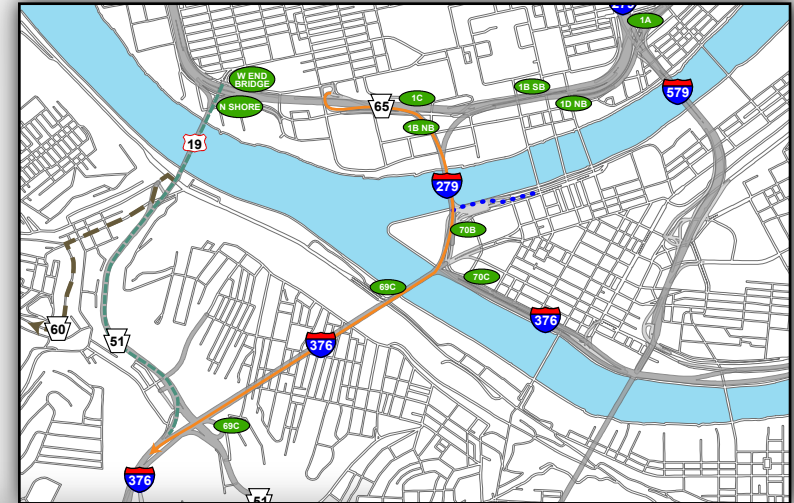 1A
W END
BRIDGE
1B SB
579
1C
N SHORE
65
1D NB
1B NB
19
279
70B
70C
69C
60
376
51
376
69C
376
51